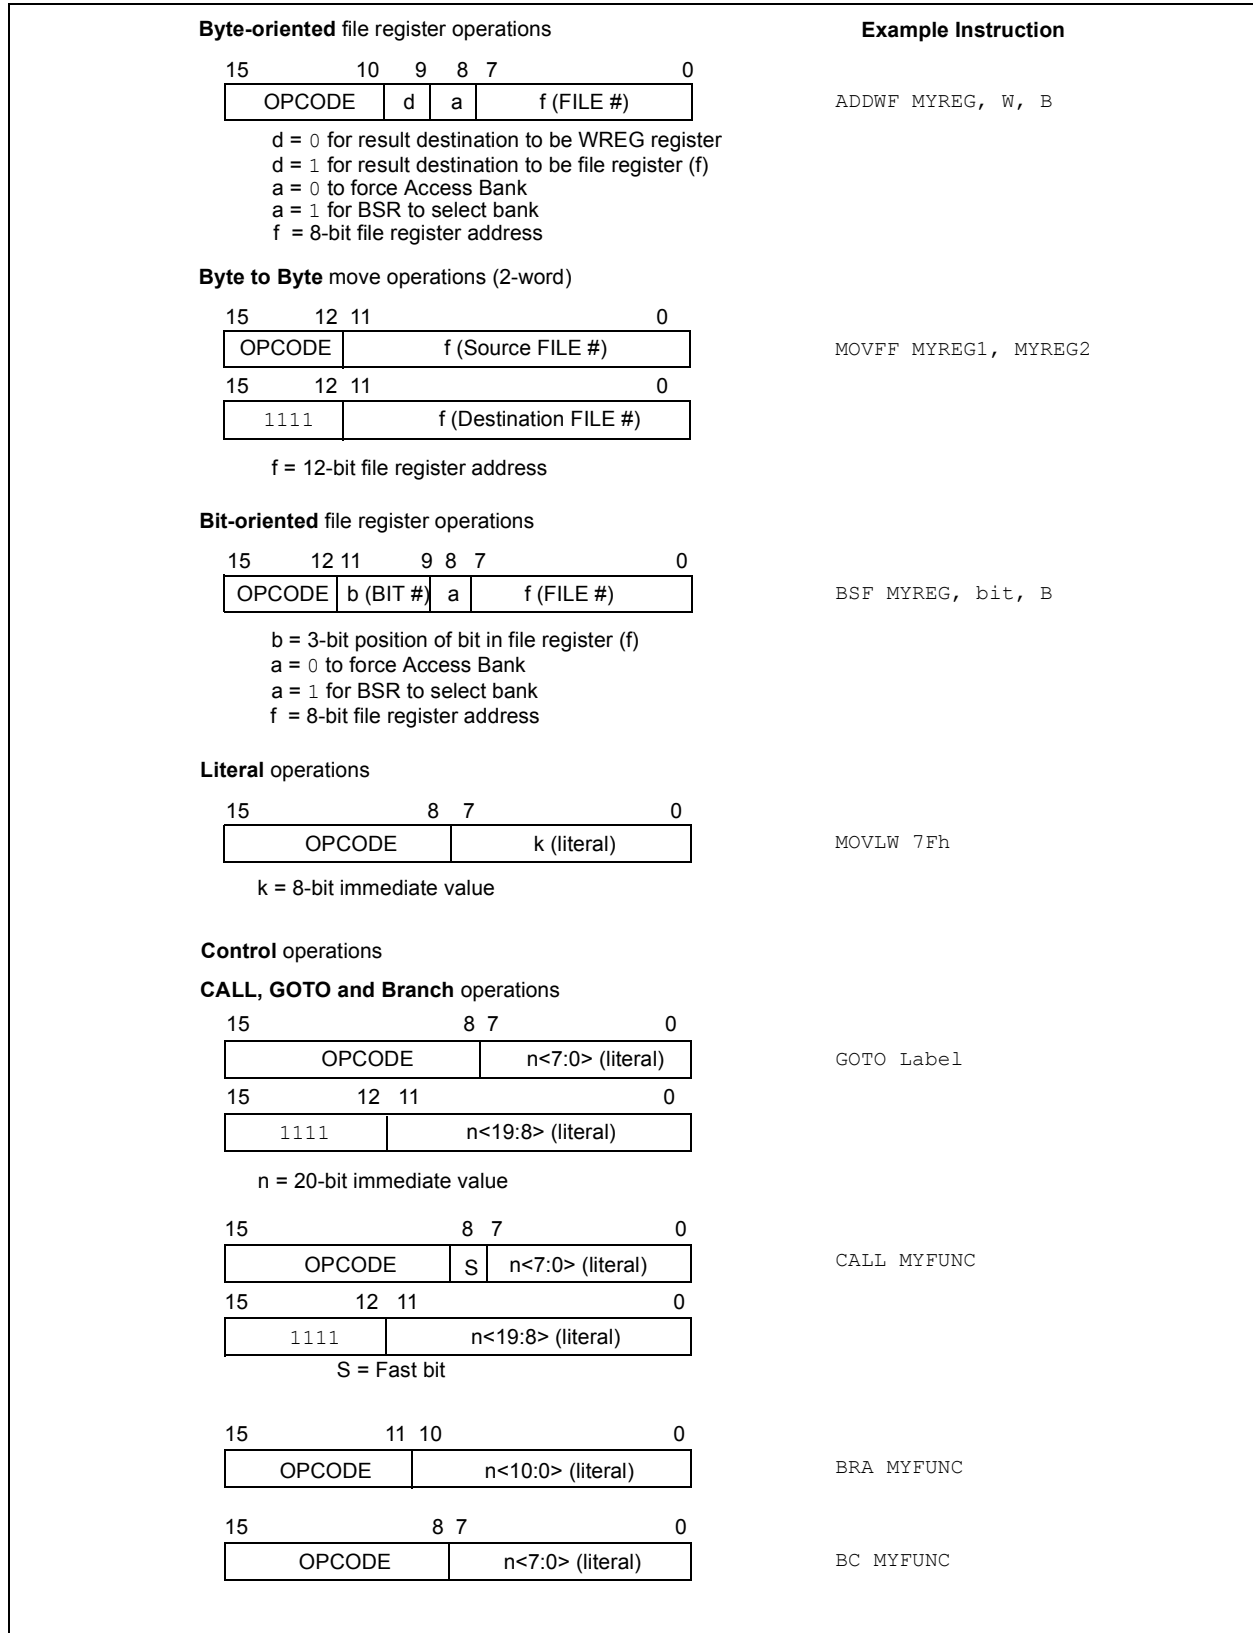 Byte-oriented file register operations    Example Instruction
15 10 9 8 7 0
OPCODE d a f (FILE #)    ADDWF MYREG, W, B
d = 0 for result destination to be WREG register
d = 1 for result destination to be file register (f)
a = 0 to force Access Bank
a = 1 for BSR to select bank
f = 8-bit file register address
Byte to Byte move operations (2-word)
15 12 11 0
OPCODE f (Source FILE #)    MOVFF MYREG1, MYREG2
15 12 11 0
1111 f (Destination FILE #)
f = 12-bit file register address
Bit-oriented file register operations
15 12 11 9 8 7 0
OPCODE b (BIT #) a f (FILE #)    BSF MYREG, bit, B
b = 3-bit position of bit in file register (f)
a = 0 to force Access Bank
a = 1 for BSR to select bank
f = 8-bit file register address
Literal operations
15 8 7 0
OPCODE k (literal)    MOVLW 7Fh
k = 8-bit immediate value
Control operations
CALL, GOTO and Branch operations
15 8 7 0
OPCODE n<7:0> (literal)    GOTO Label
15 12 11 0
1111 n<19:8> (literal)
n = 20-bit immediate value
15 8 7 0
OPCODE S n<7:0> (literal)    CALL MYFUNC
15 12 11 0
1111 n<19:8> (literal)
S = Fast bit
15 11 10 0
OPCODE n<10:0> (literal)    BRA MYFUNC
15 8 7 0
OPCODE n<7:0> (literal)    BC MYFUNC